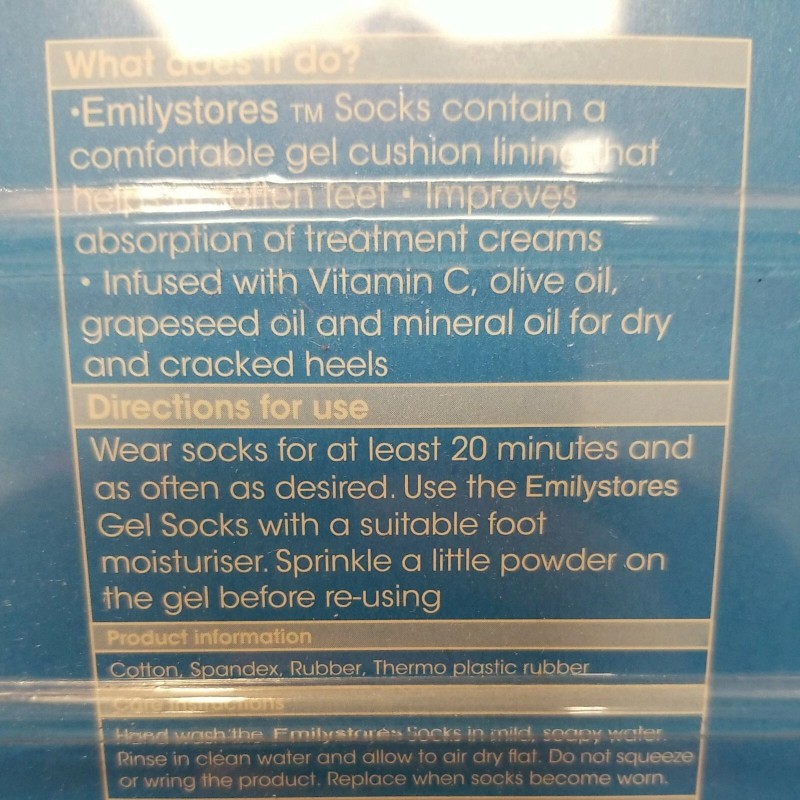 What does it do?
•Emilystores TM Socks contain a
comfortable gel cushion lining that
helps to soften feet • Improves
absorption of treatment creams
• Infused with Vitamin C, olive oil,
grapeseed oil and mineral oil for dry
and cracked heels
Directions for use
Wear socks for at least 20 minutes and
as often as desired. Use the Emilystores
Gel Socks with a suitable foot
moisturiser. Sprinkle a little powder on
the gel before re-using
Product information
Cotton, Spandex, Rubber, Thermo plastic rubber
Care instructions
Hand wash the Emilystores Socks in mild, soapy water.
Rinse in clean water and allow to air dry flat. Do not squeeze
or wring the product. Replace when socks become worn.